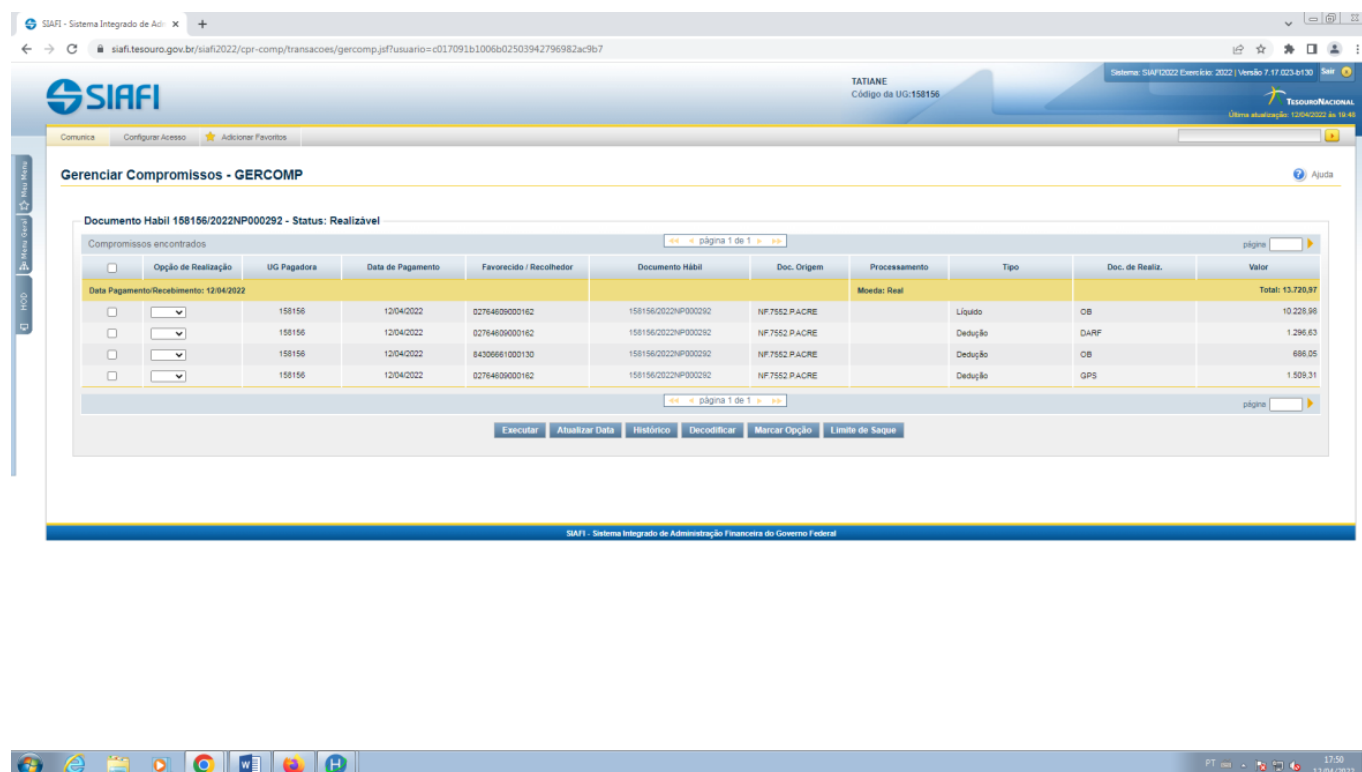 SIAFI - Sistema Integrado de Adm
siafi.tesouro.gov.br/siafi2022/cpr-comp/transacoes/gercomp.jsf?usuario=c017091b1006b02503942796982ac9b7
SIAFI
TATIANE
Código da UG:158156
Sistema: SIAFI2022 Exercício: 2022 | Versão 7.17.023-b130 Sair
TESOURONACIONAL
Última atualização: 12/04/2022 às 19:48
Comunica Configurar Acesso Adicionar Favoritos
Meu Menu
Menu Geral
HOD
Gerenciar Compromissos - GERCOMP Ajuda
Documento Habil 158156/2022NP000292 - Status: Realizável
Compromissos encontrados página 1 de 1 página
Opção de Realização UG Pagadora Data de Pagamento Favorecido / Recolhedor Documento Hábil Doc. Origem Processamento Tipo Doc. de Realiz. Valor
Data Pagamento/Recebimento: 12/04/2022 Moeda: Real Total: 13.720,97
158156 12/04/2022 02764609000162 158156/2022NP000292 NF.7552.P.ACRE Líquido OB 10.228,98
158156 12/04/2022 02764609000162 158156/2022NP000292 NF.7552.P.ACRE Dedução DARF 1.296,63
158156 12/04/2022 84306661000130 158156/2022NP000292 NF.7552.P.ACRE Dedução OB 686,05
158156 12/04/2022 02764609000162 158156/2022NP000292 NF.7552.P.ACRE Dedução GPS 1.509,31
página 1 de 1 página
Executar Atualizar Data Histórico Decodificar Marcar Opção Limite de Saque
SIAFI - Sistema Integrado de Administração Financeira do Governo Federal
PT 17:50
12/04/2022